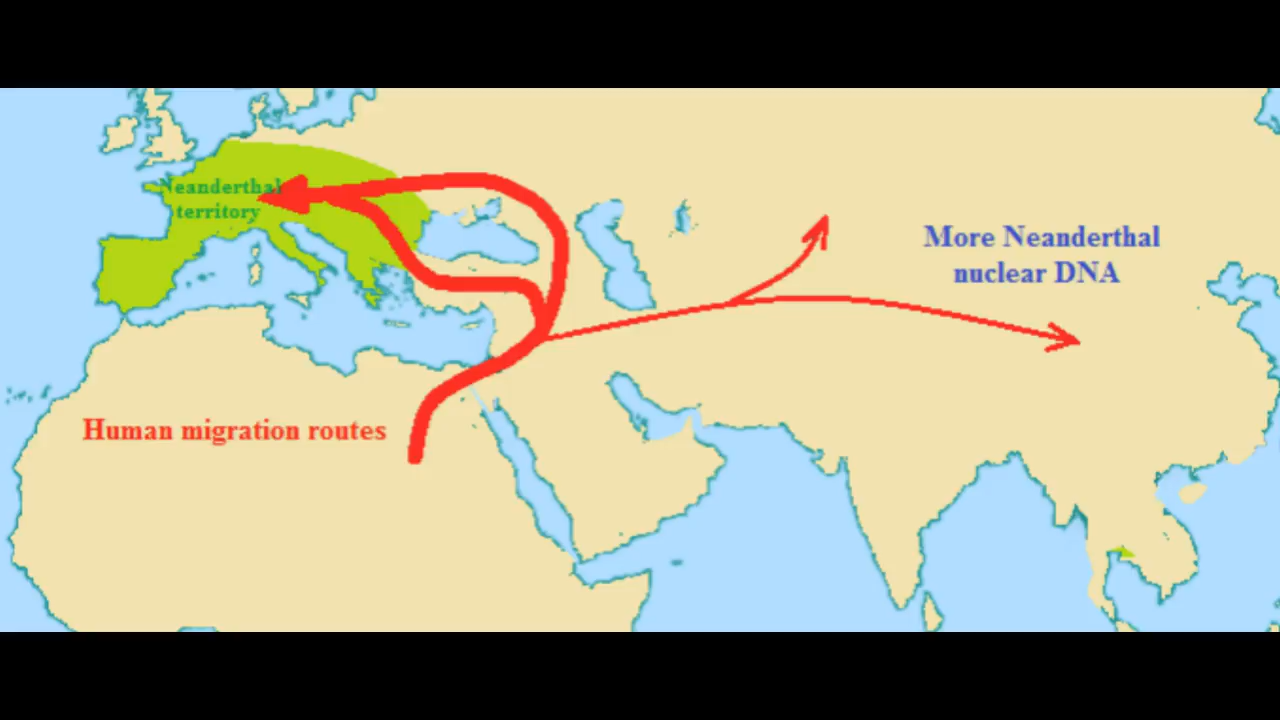 Neanderthal
territory
More Neanderthal
nuclear DNA
Human migration routes